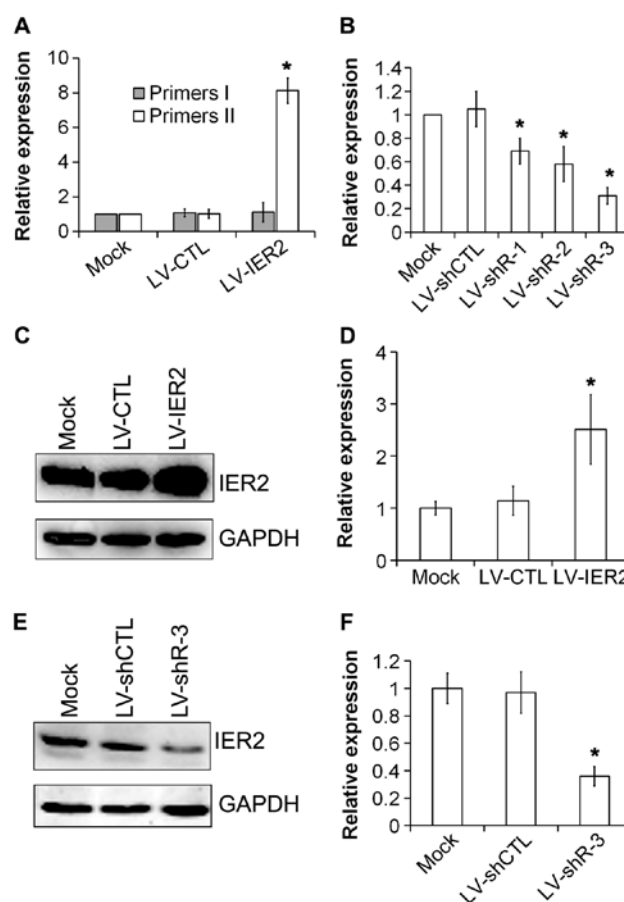 A
Relative expression
10
8
6
4
2
0
Primers I
Primers II
*
Mock
LV-CTL
LV-IER2
B
Relative expression
1.4
1.2
1
0.8
0.6
0.4
0.2
0
*
*
*
Mock
LV-shCTL
LV-shR-1
LV-shR-2
LV-shR-3
C
Mock
LV-CTL
LV-IER2
IER2
GAPDH
D
Relative expression
4
3
2
1
0
*
Mock
LV-CTL
LV-IER2
E
Mock
LV-shCTL
LV-shR-3
IER2
GAPDH
F
Relative expression
1.2
1
0.8
0.6
0.4
0.2
0
*
Mock
LV-shCTL
LV-shR-3